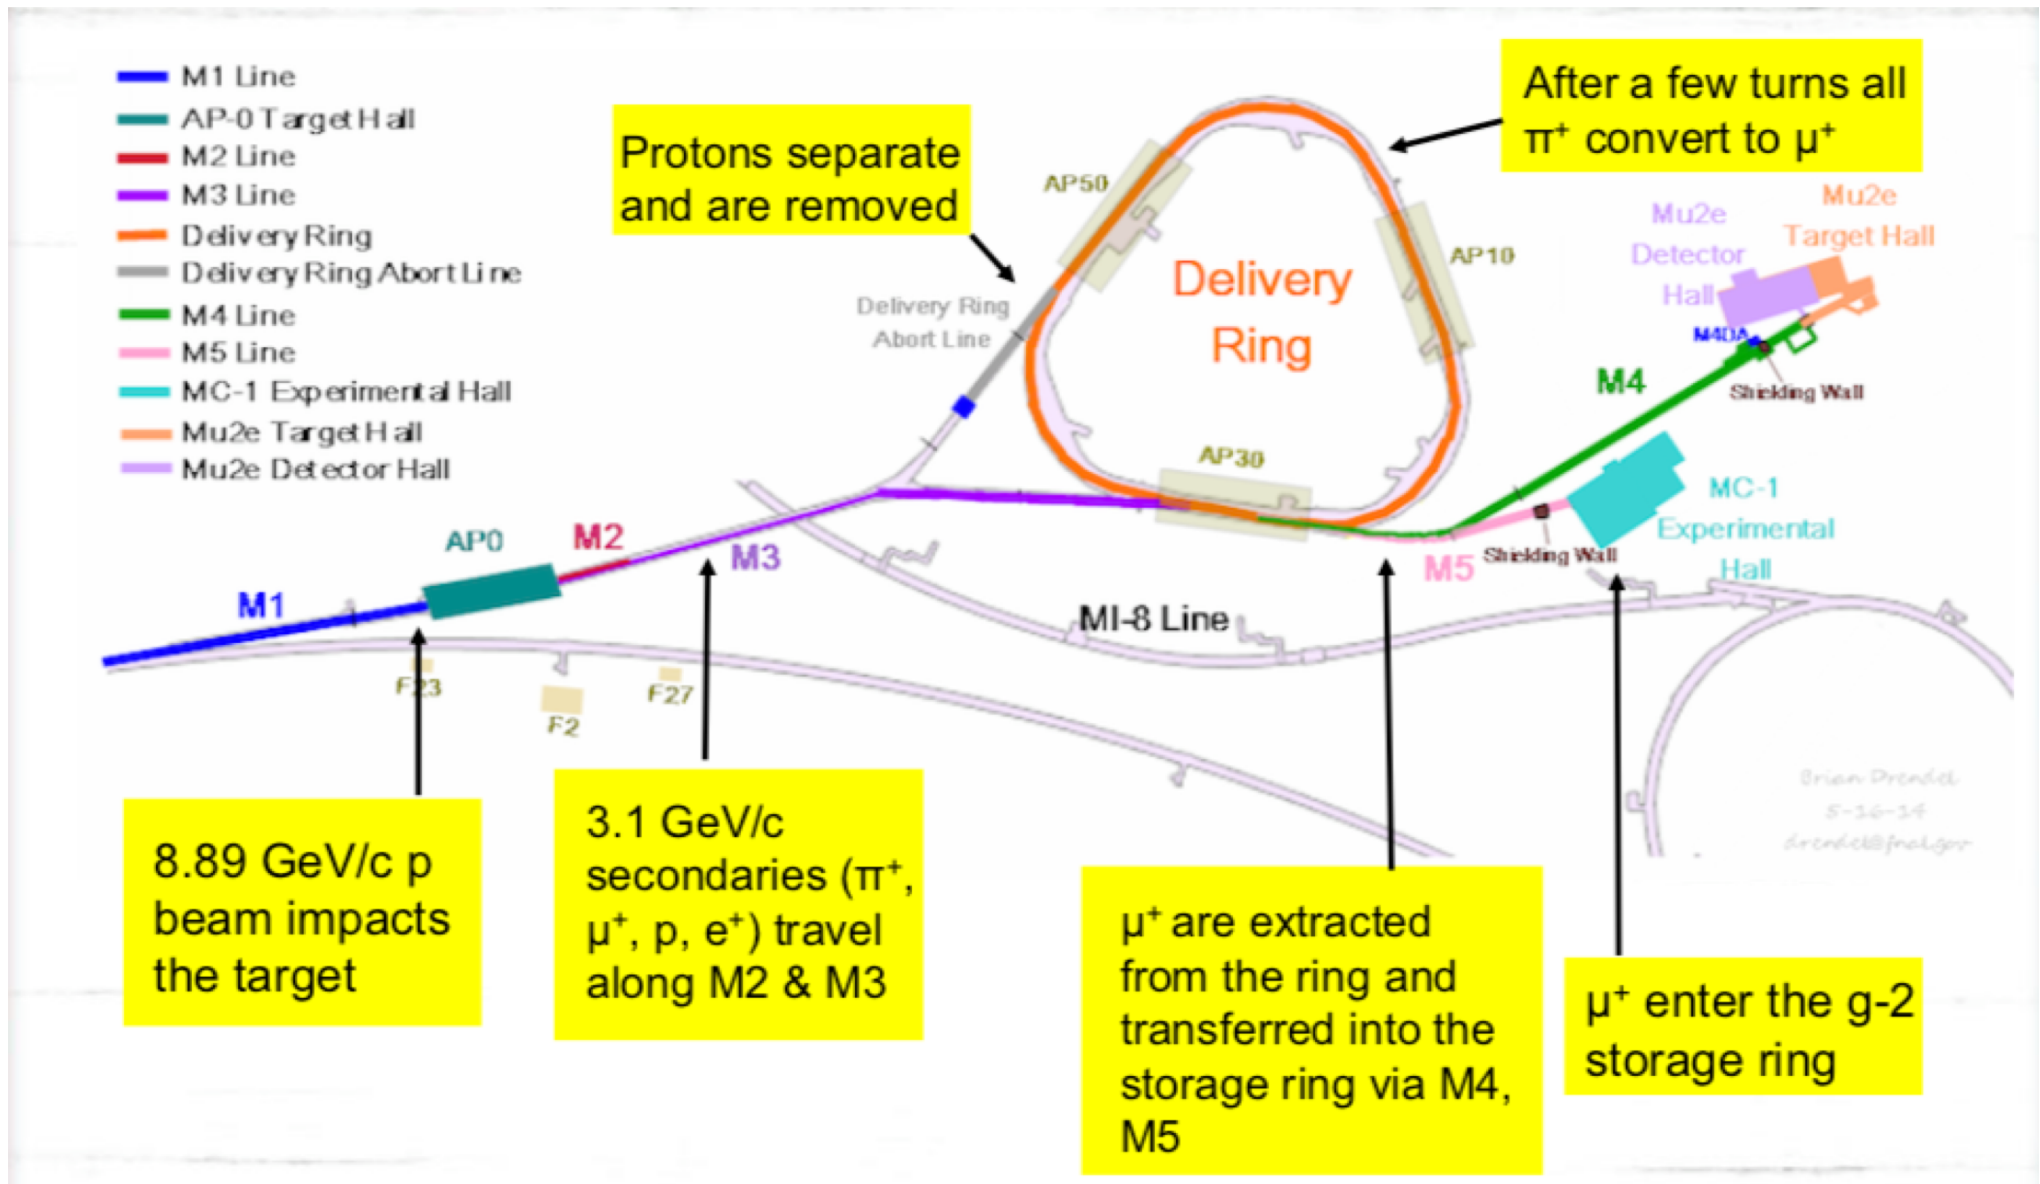 M1 Line
AP-0 Target Hall
M2 Line
M3 Line
Delivery Ring
Delivery Ring Abort Line
M4 Line
M5 Line
MC-1 Experimental Hall
Mu2e Target Hall
Mu2e Detector Hall
Protons separate
and are removed
After a few turns all
π⁺ convert to μ⁺
AP50
AP10
AP30
Delivery
Ring
Delivery Ring
Abort Line
Mu2e
Target Hall
Mu2e
Detector
Hall
M4DA
Shielding Wall
M4
MC-1
Experimental
Hall
Shielding Wall
M5
AP0
M2
M3
M1
MI-8 Line
F23
F2
F27
Brian Drendel
5-16-14
drendel@fnal.gov
8.89 GeV/c p
beam impacts
the target
3.1 GeV/c
secondaries (π⁺,
μ⁺, p, e⁺) travel
along M2 & M3
μ⁺ are extracted
from the ring and
transferred into the
storage ring via M4,
M5
μ⁺ enter the g-2
storage ring